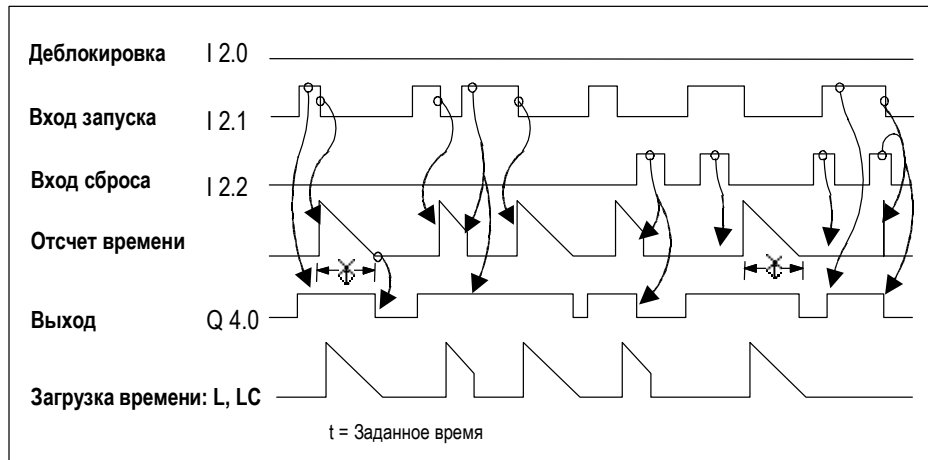 Деблокировка I 2.0
Вход запуска I 2.1
Вход сброса I 2.2
Отсчет времени
Выход Q 4.0
Загрузка времени: L, LC
t = Заданное время